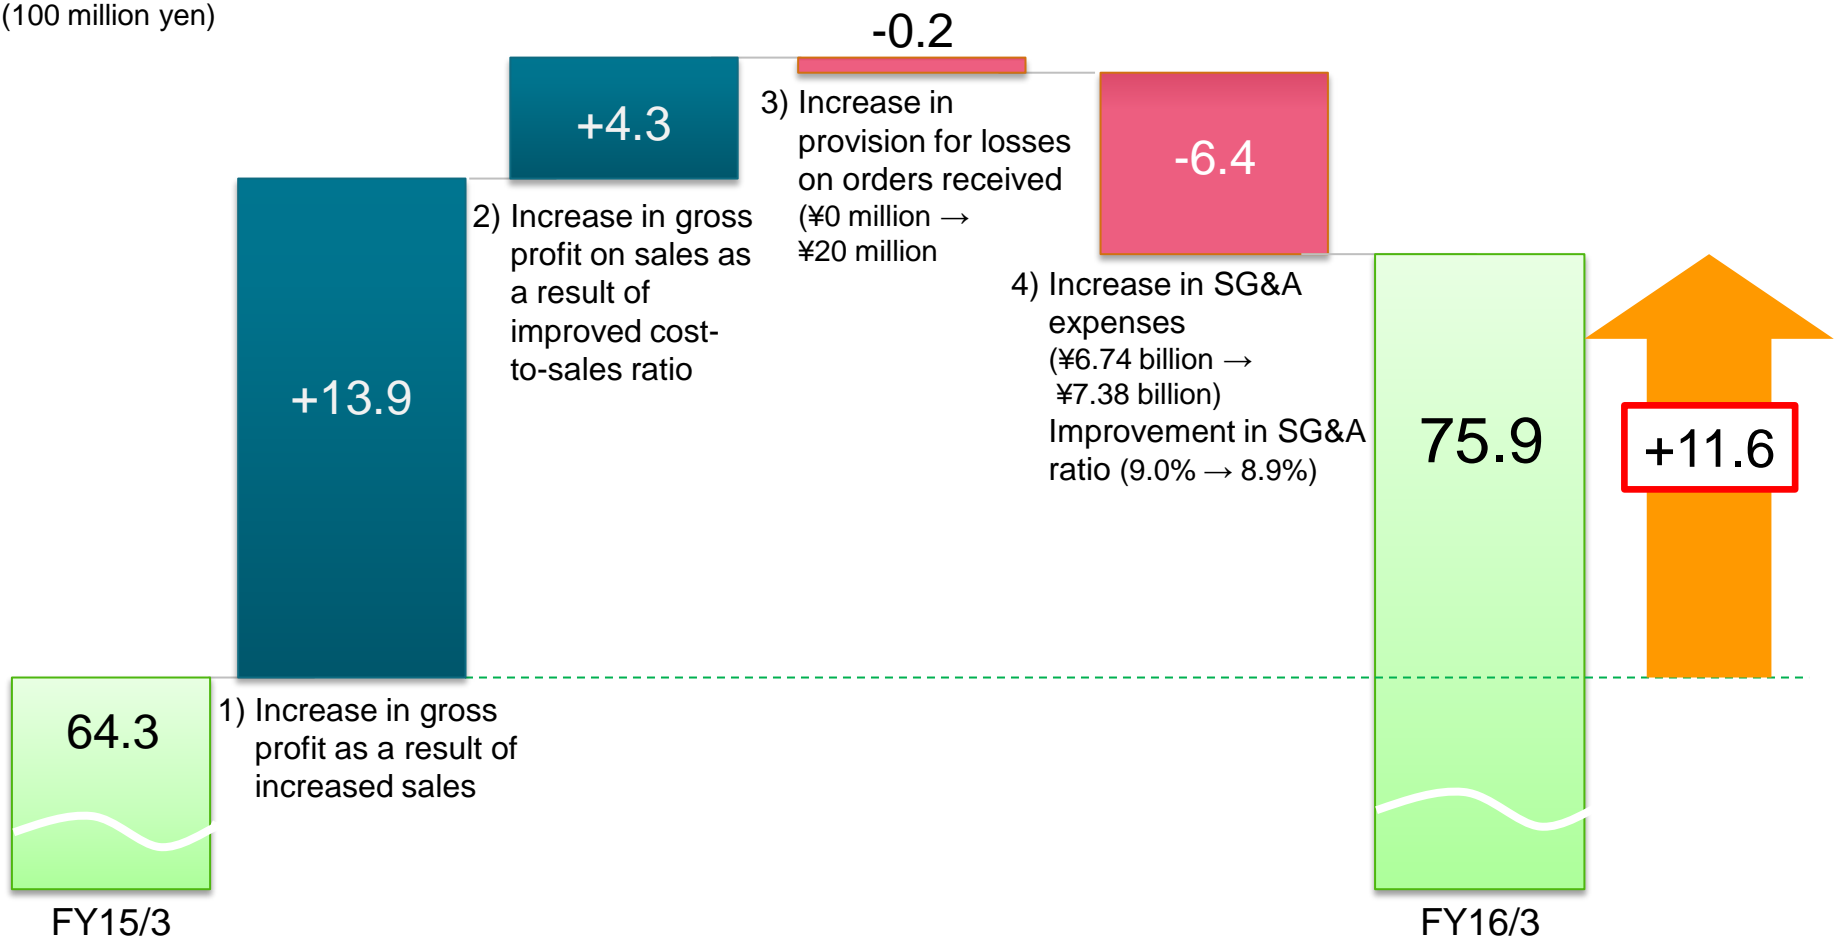 (100 million yen)
-0.2
+4.3
3) Increase in
provision for losses
on orders received
(¥0 million →
¥20 million
-6.4
2) Increase in gross
profit on sales as
a result of
improved cost-
to-sales ratio
4) Increase in SG&A
expenses
(¥6.74 billion →
¥7.38 billion)
Improvement in SG&A
ratio (9.0% → 8.9%)
+13.9
75.9
+11.6
64.3
1) Increase in gross
profit as a result of
increased sales
FY15/3
FY16/3